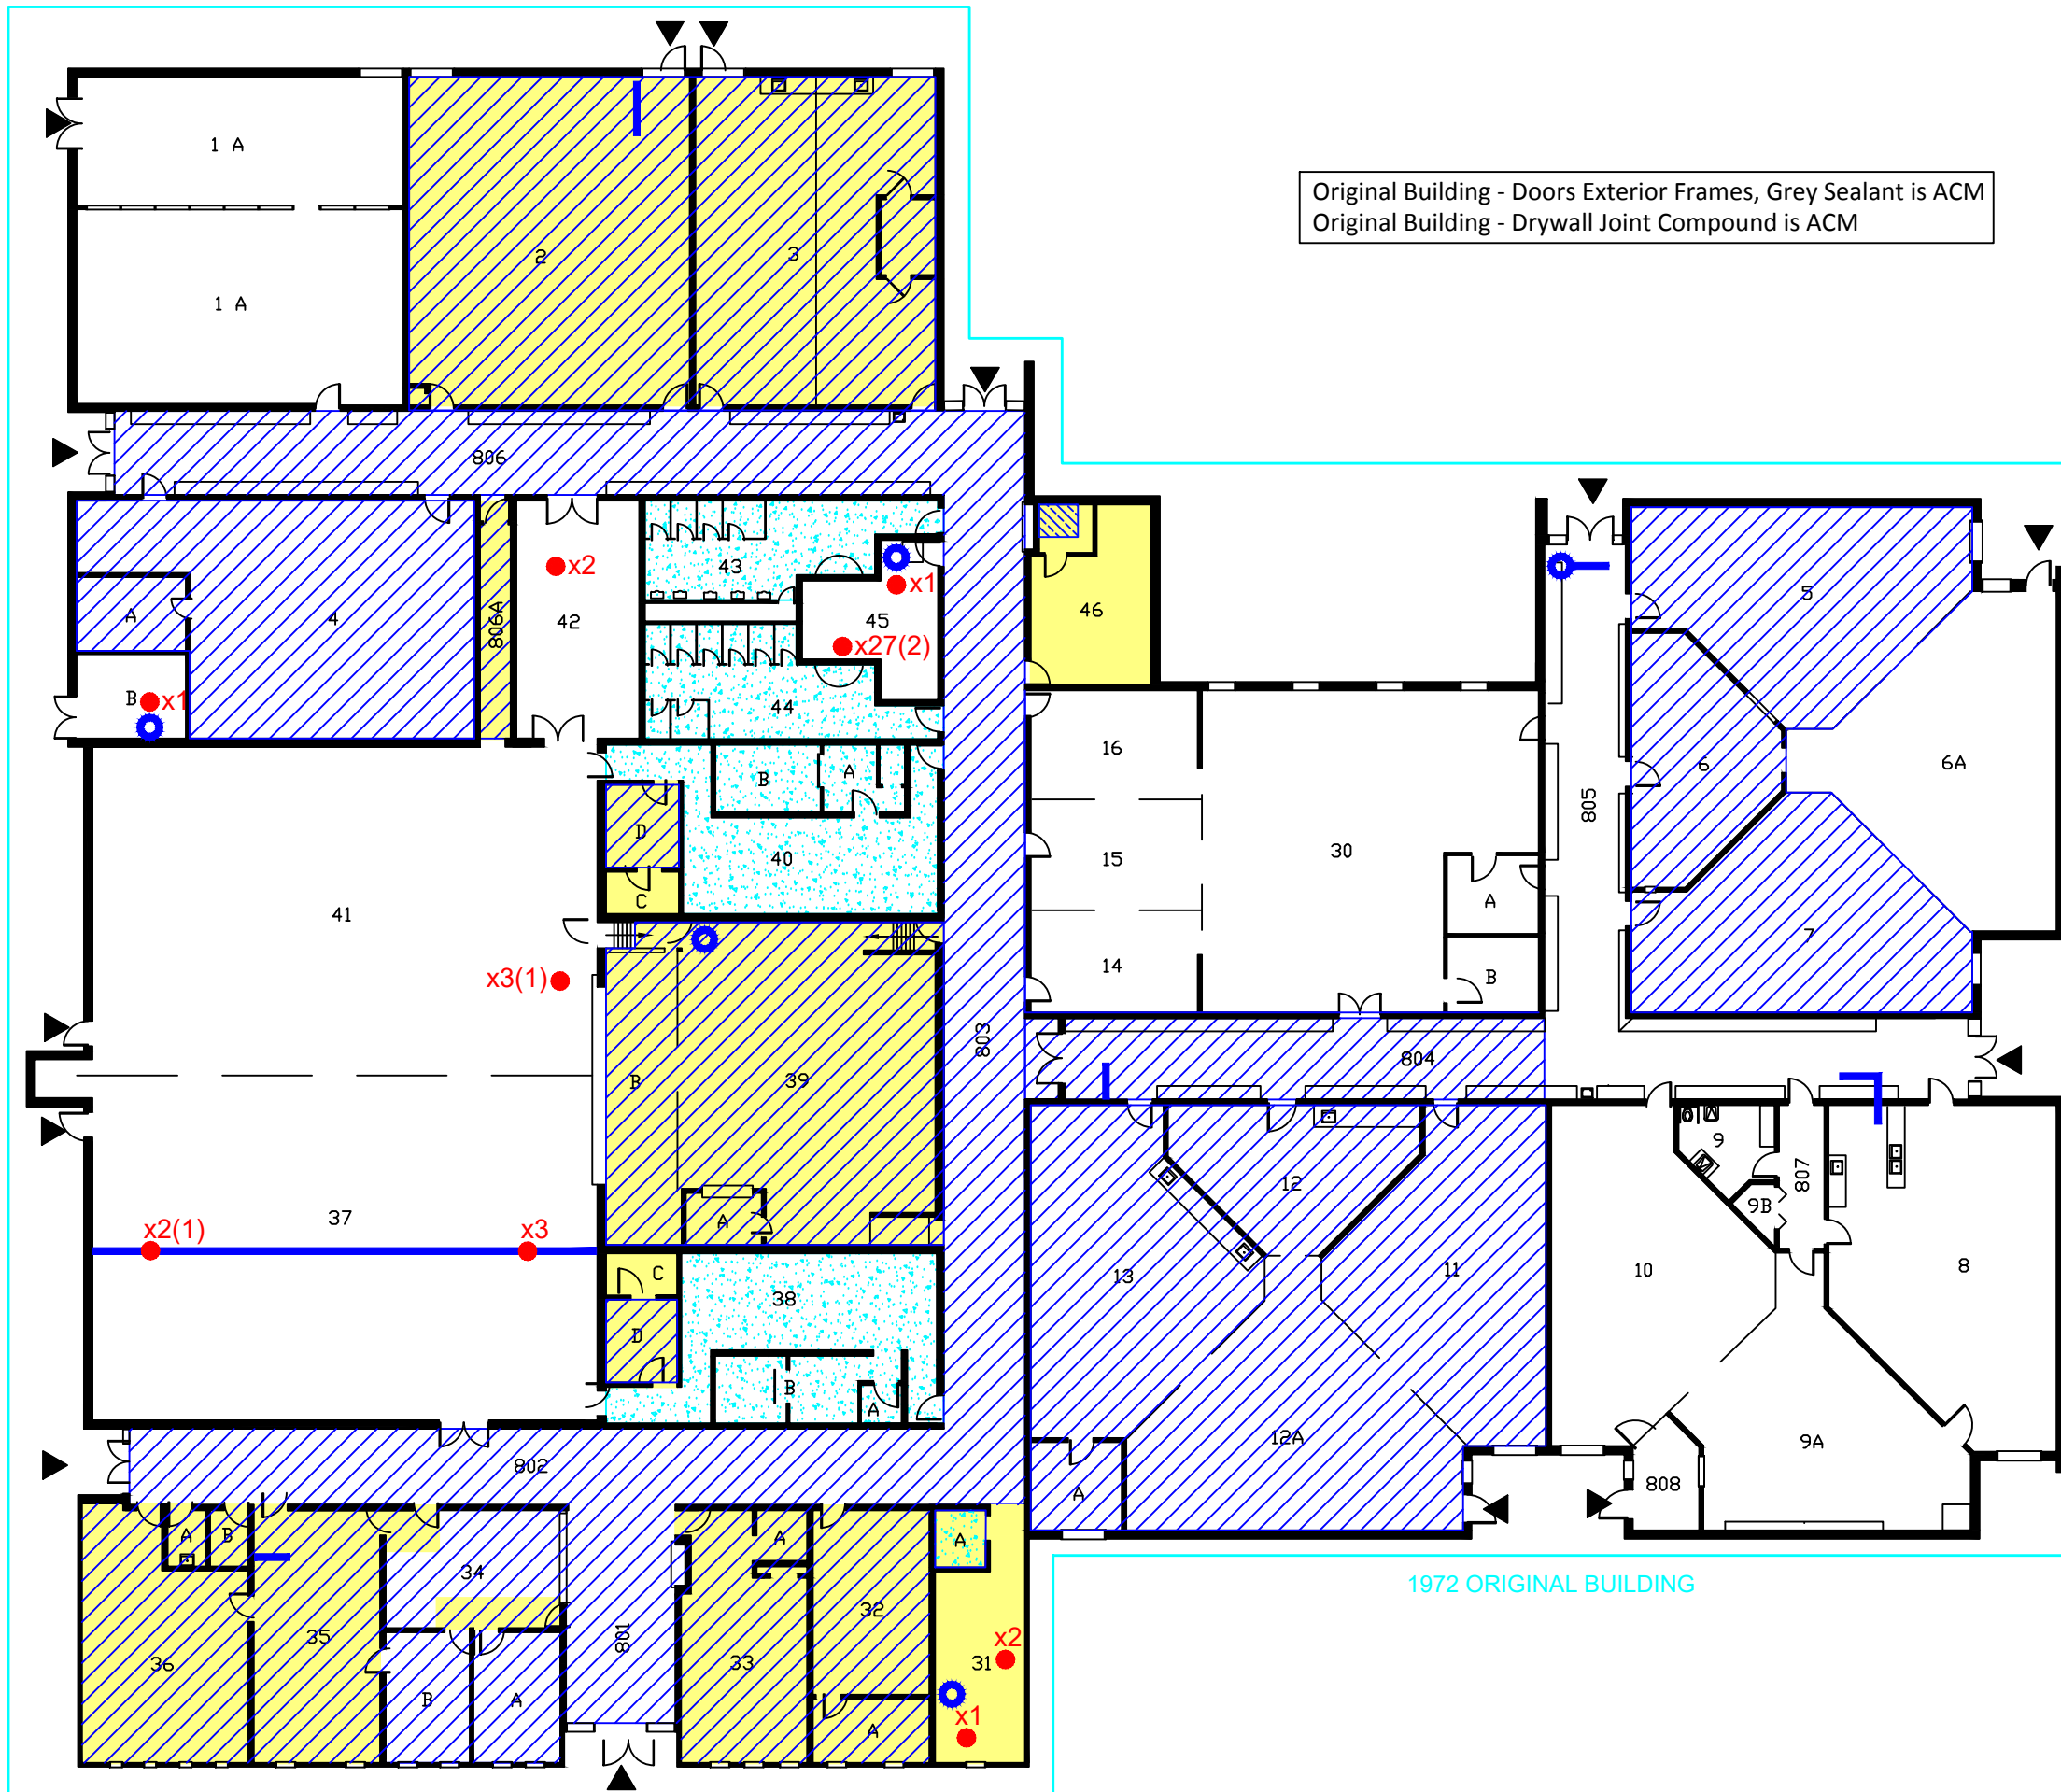 1 A
Original Building - Doors Exterior Frames, Grey Sealant is ACM
Original Building - Drywall Joint Compound is ACM
2
3
1 A
806
x2
43
x1
5
A
4
806A
42
45
46
x27(2)
B
x1
44
16
6
6A
B
A
805
D
40
15
30
C
A
41
7
14
B
x3(1)
803
804
B
39
12
9
807
9B
A
37
x2(1)
x3
C
13
11
10
8
38
D
B
A
12A
9A
802
A
808
A
B
A
A
34
32
1972 ORIGINAL BUILDING
36
35
801
33
x2
31
B
A
x1
A